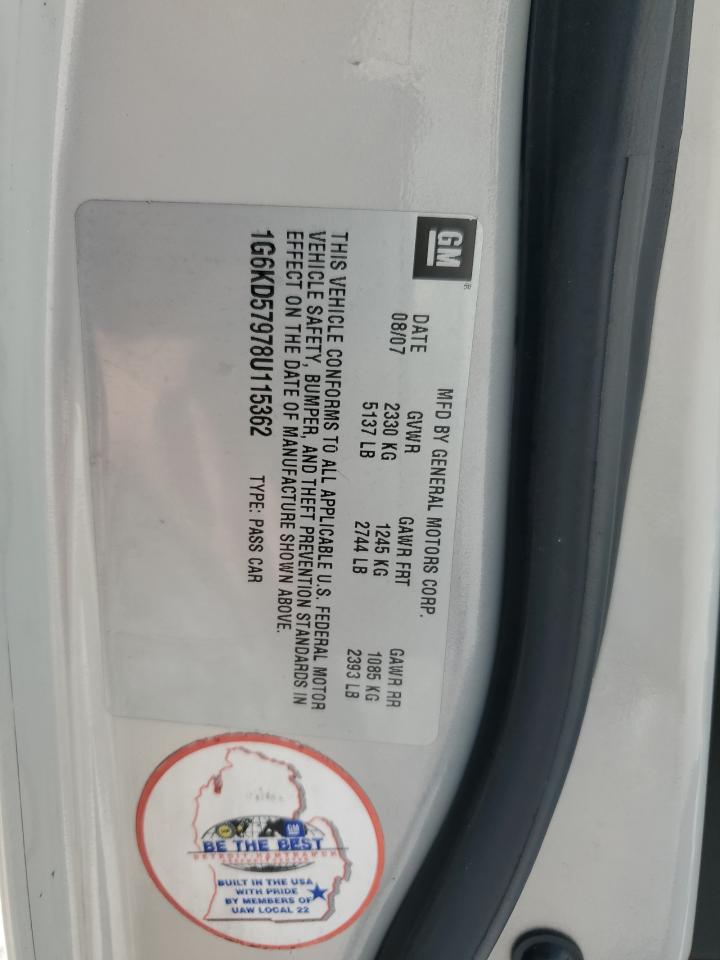 GM
MFD BY GENERAL MOTORS CORP.
DATE GVWR GAWR FRT GAWR RR
08/07 2330 KG 1245 KG 1085 KG
5137 LB 2744 LB 2393 LB
THIS VEHICLE CONFORMS TO ALL APPLICABLE U.S. FEDERAL MOTOR
VEHICLE SAFETY, BUMPER, AND THEFT PREVENTION STANDARDS IN
EFFECT ON THE DATE OF MANUFACTURE SHOWN ABOVE.
1G6KD57978U115362 TYPE: PASS CAR
GM
BE THE BEST
DETROIT/HAMTRAMCK
BUILT IN THE USA
WITH PRIDE
BY MEMBERS OF
UAW LOCAL 22